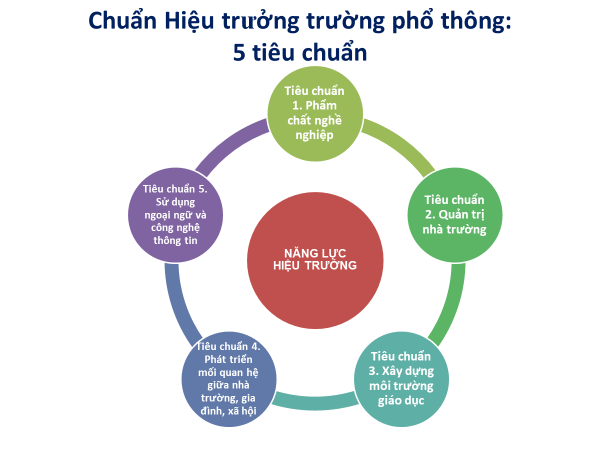 Chuẩn Hiệu trưởng trường phổ thông:
5 tiêu chuẩn
Tiêu chuẩn
1. Phẩm
chất nghề
nghiệp
Tiêu chuẩn
2. Quản trị
nhà trường
Tiêu chuẩn
3. Xây dựng
môi trường
giáo dục
Tiêu chuẩn 4.
Phát triển
mối quan hệ
giữa nhà
trường, gia
đình, xã hội
Tiêu chuẩn 5.
Sử dụng
ngoại ngữ và
công nghệ
thông tin
NĂNG LỰC
HIỆU TRƯỞNG